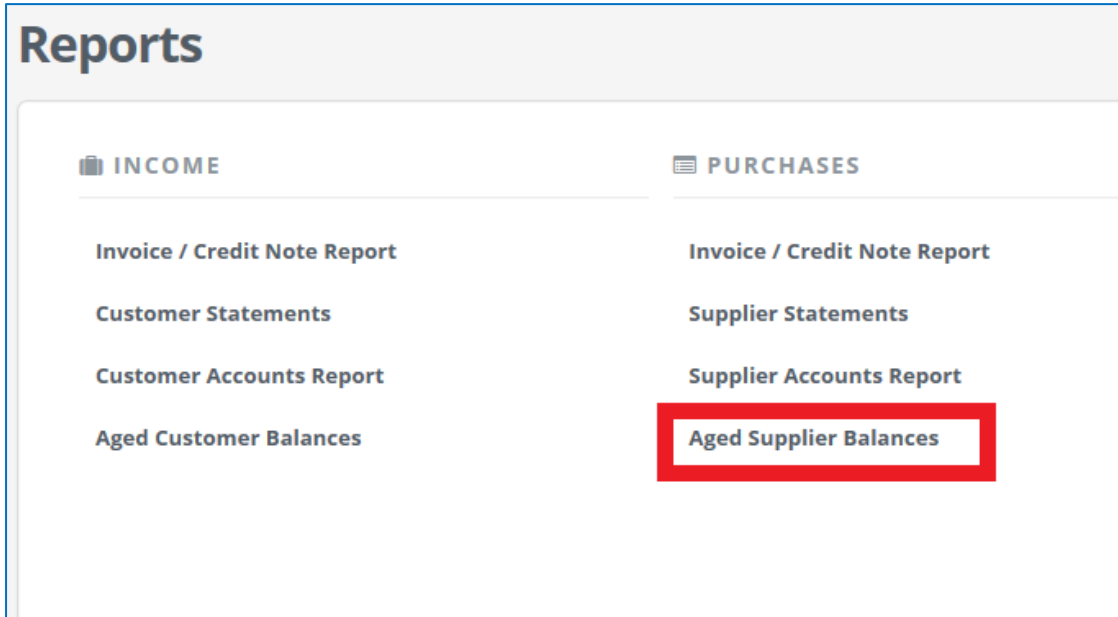 Reports
INCOME
Invoice / Credit Note Report
Customer Statements
Customer Accounts Report
Aged Customer Balances
PURCHASES
Invoice / Credit Note Report
Supplier Statements
Supplier Accounts Report
Aged Supplier Balances